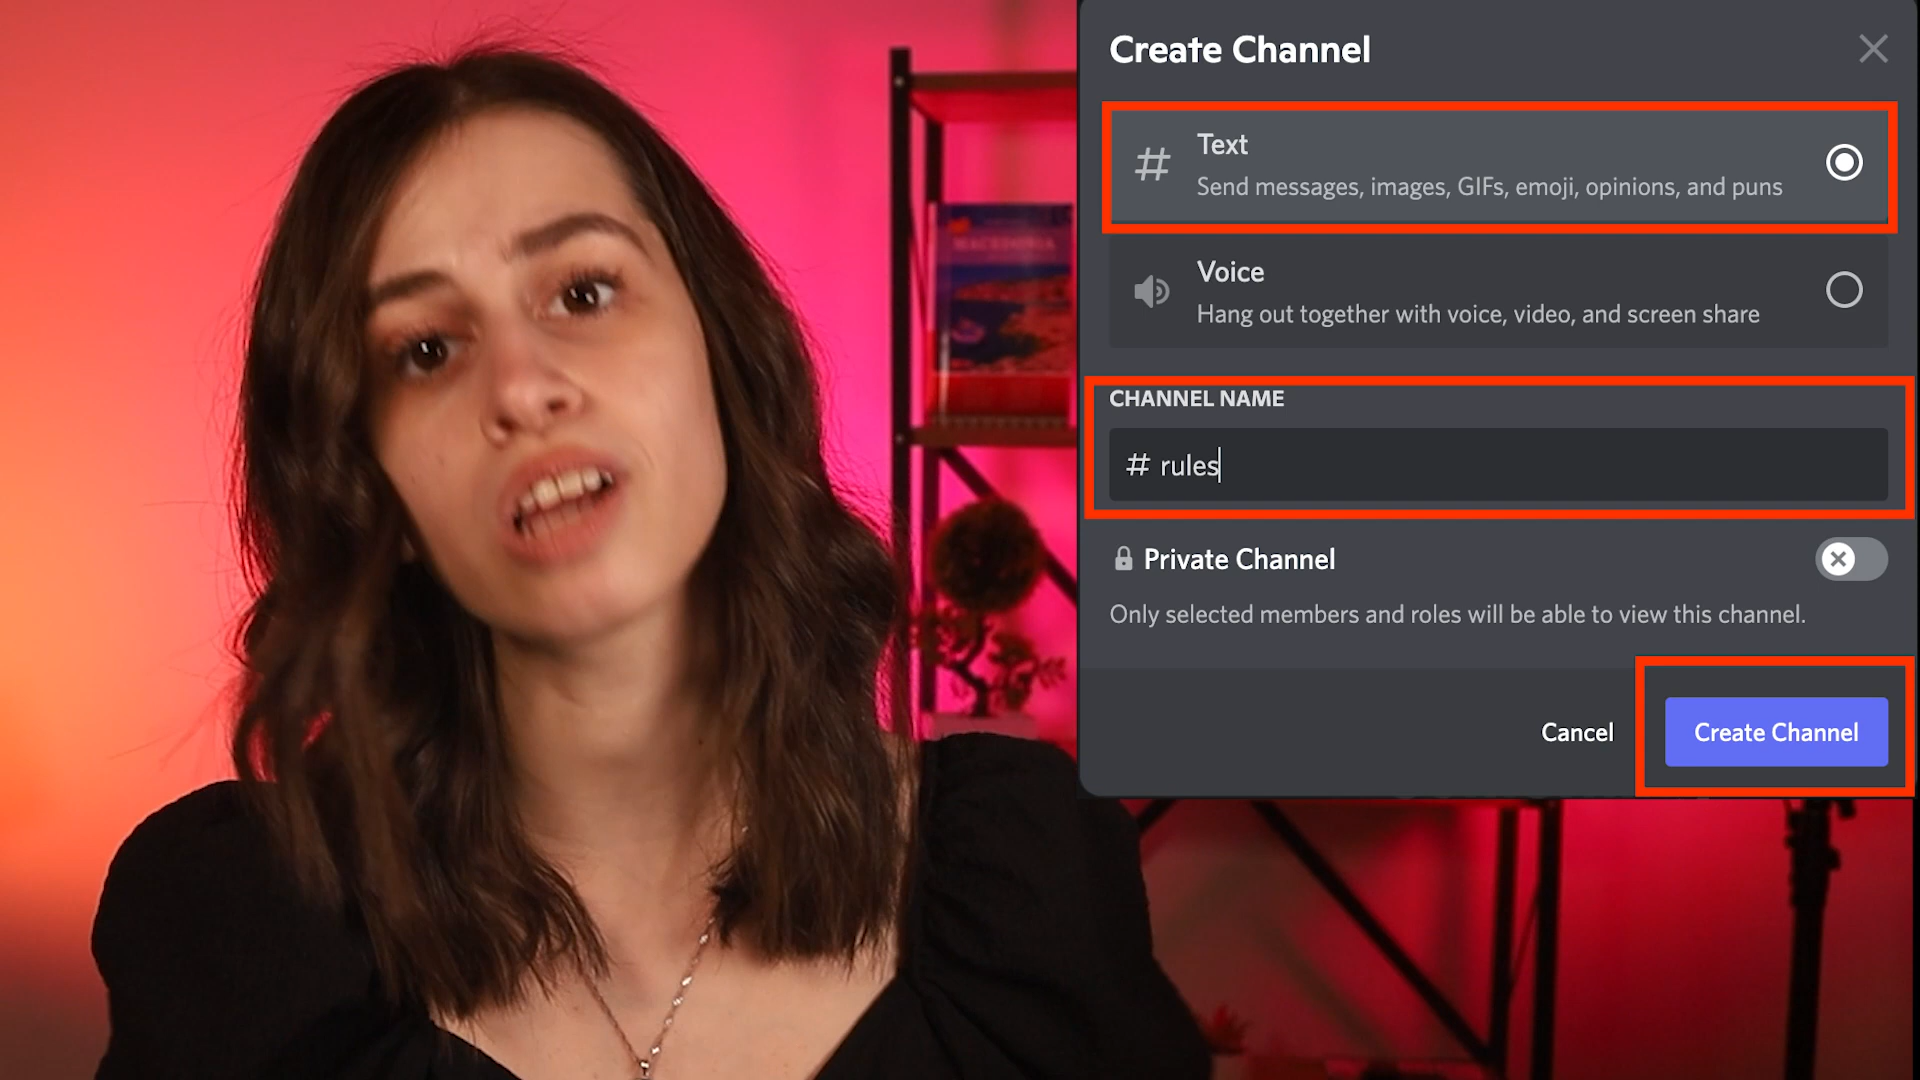 Create Channel
Text
Send messages, images, GIFs, emoji, opinions, and puns
Voice
Hang out together with voice, video, and screen share
CHANNEL NAME
# rules
Private Channel
Only selected members and roles will be able to view this channel.
Cancel
Create Channel
MACEDONIA